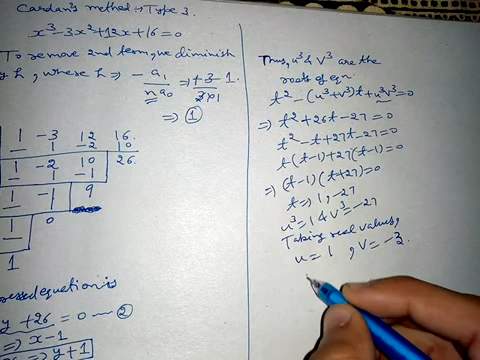 Cardan's method → Type 3.
x³-3x²+12x+16=0
To remove 2nd term, we diminish
h, where h = -a₁/na₀ ⇒ +3/3×1 = 1
⇒ ①
1 -3 12 16
1 -2 10
1 -2 10 26
1 -1
1 -1 9
1
1 0
1
equation is
y+26=0 — ②
⇒ x-1
⇒ y+1
Thus, u³ & v³ are the
roots of eqn.
t²-(u³+v³)t+u³v³=0
⇒ t²+26t-27=0
t²-t+27t-27=0
t(t-1)+27(t-1)=0
⇒ (t-1)(t+27)=0
t ⇒ 1, -27
u³=1 & v³=-27
Taking real values,
u=1, v=-3.